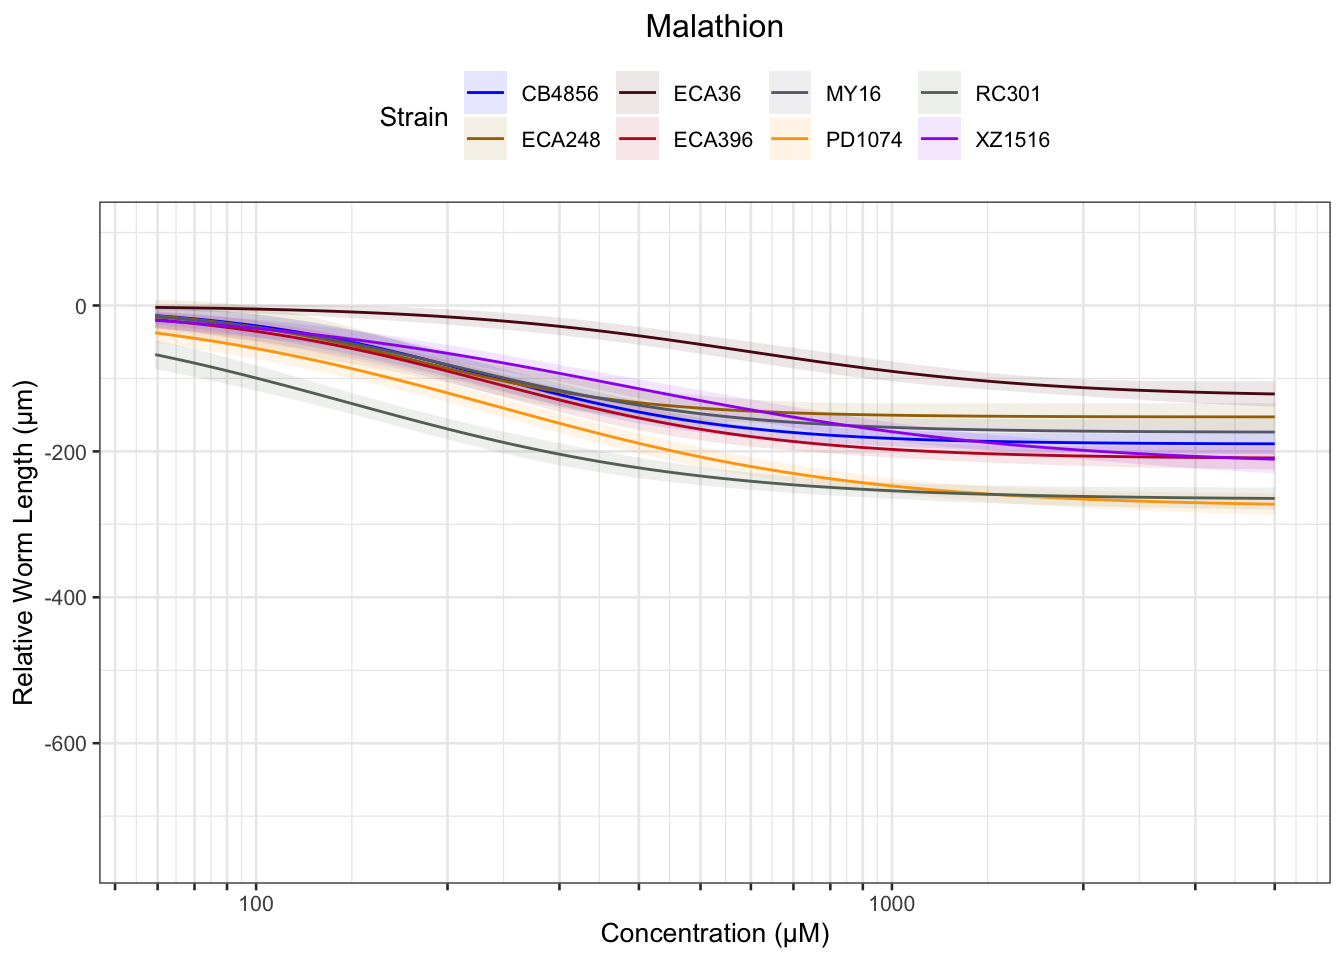 Malathion
Strain
CB4856 ECA36 MY16 RC301
ECA248 ECA396 PD1074 XZ1516
Relative Worm Length (µm)
0
-200
-400
-600
100 1000
Concentration (µM)